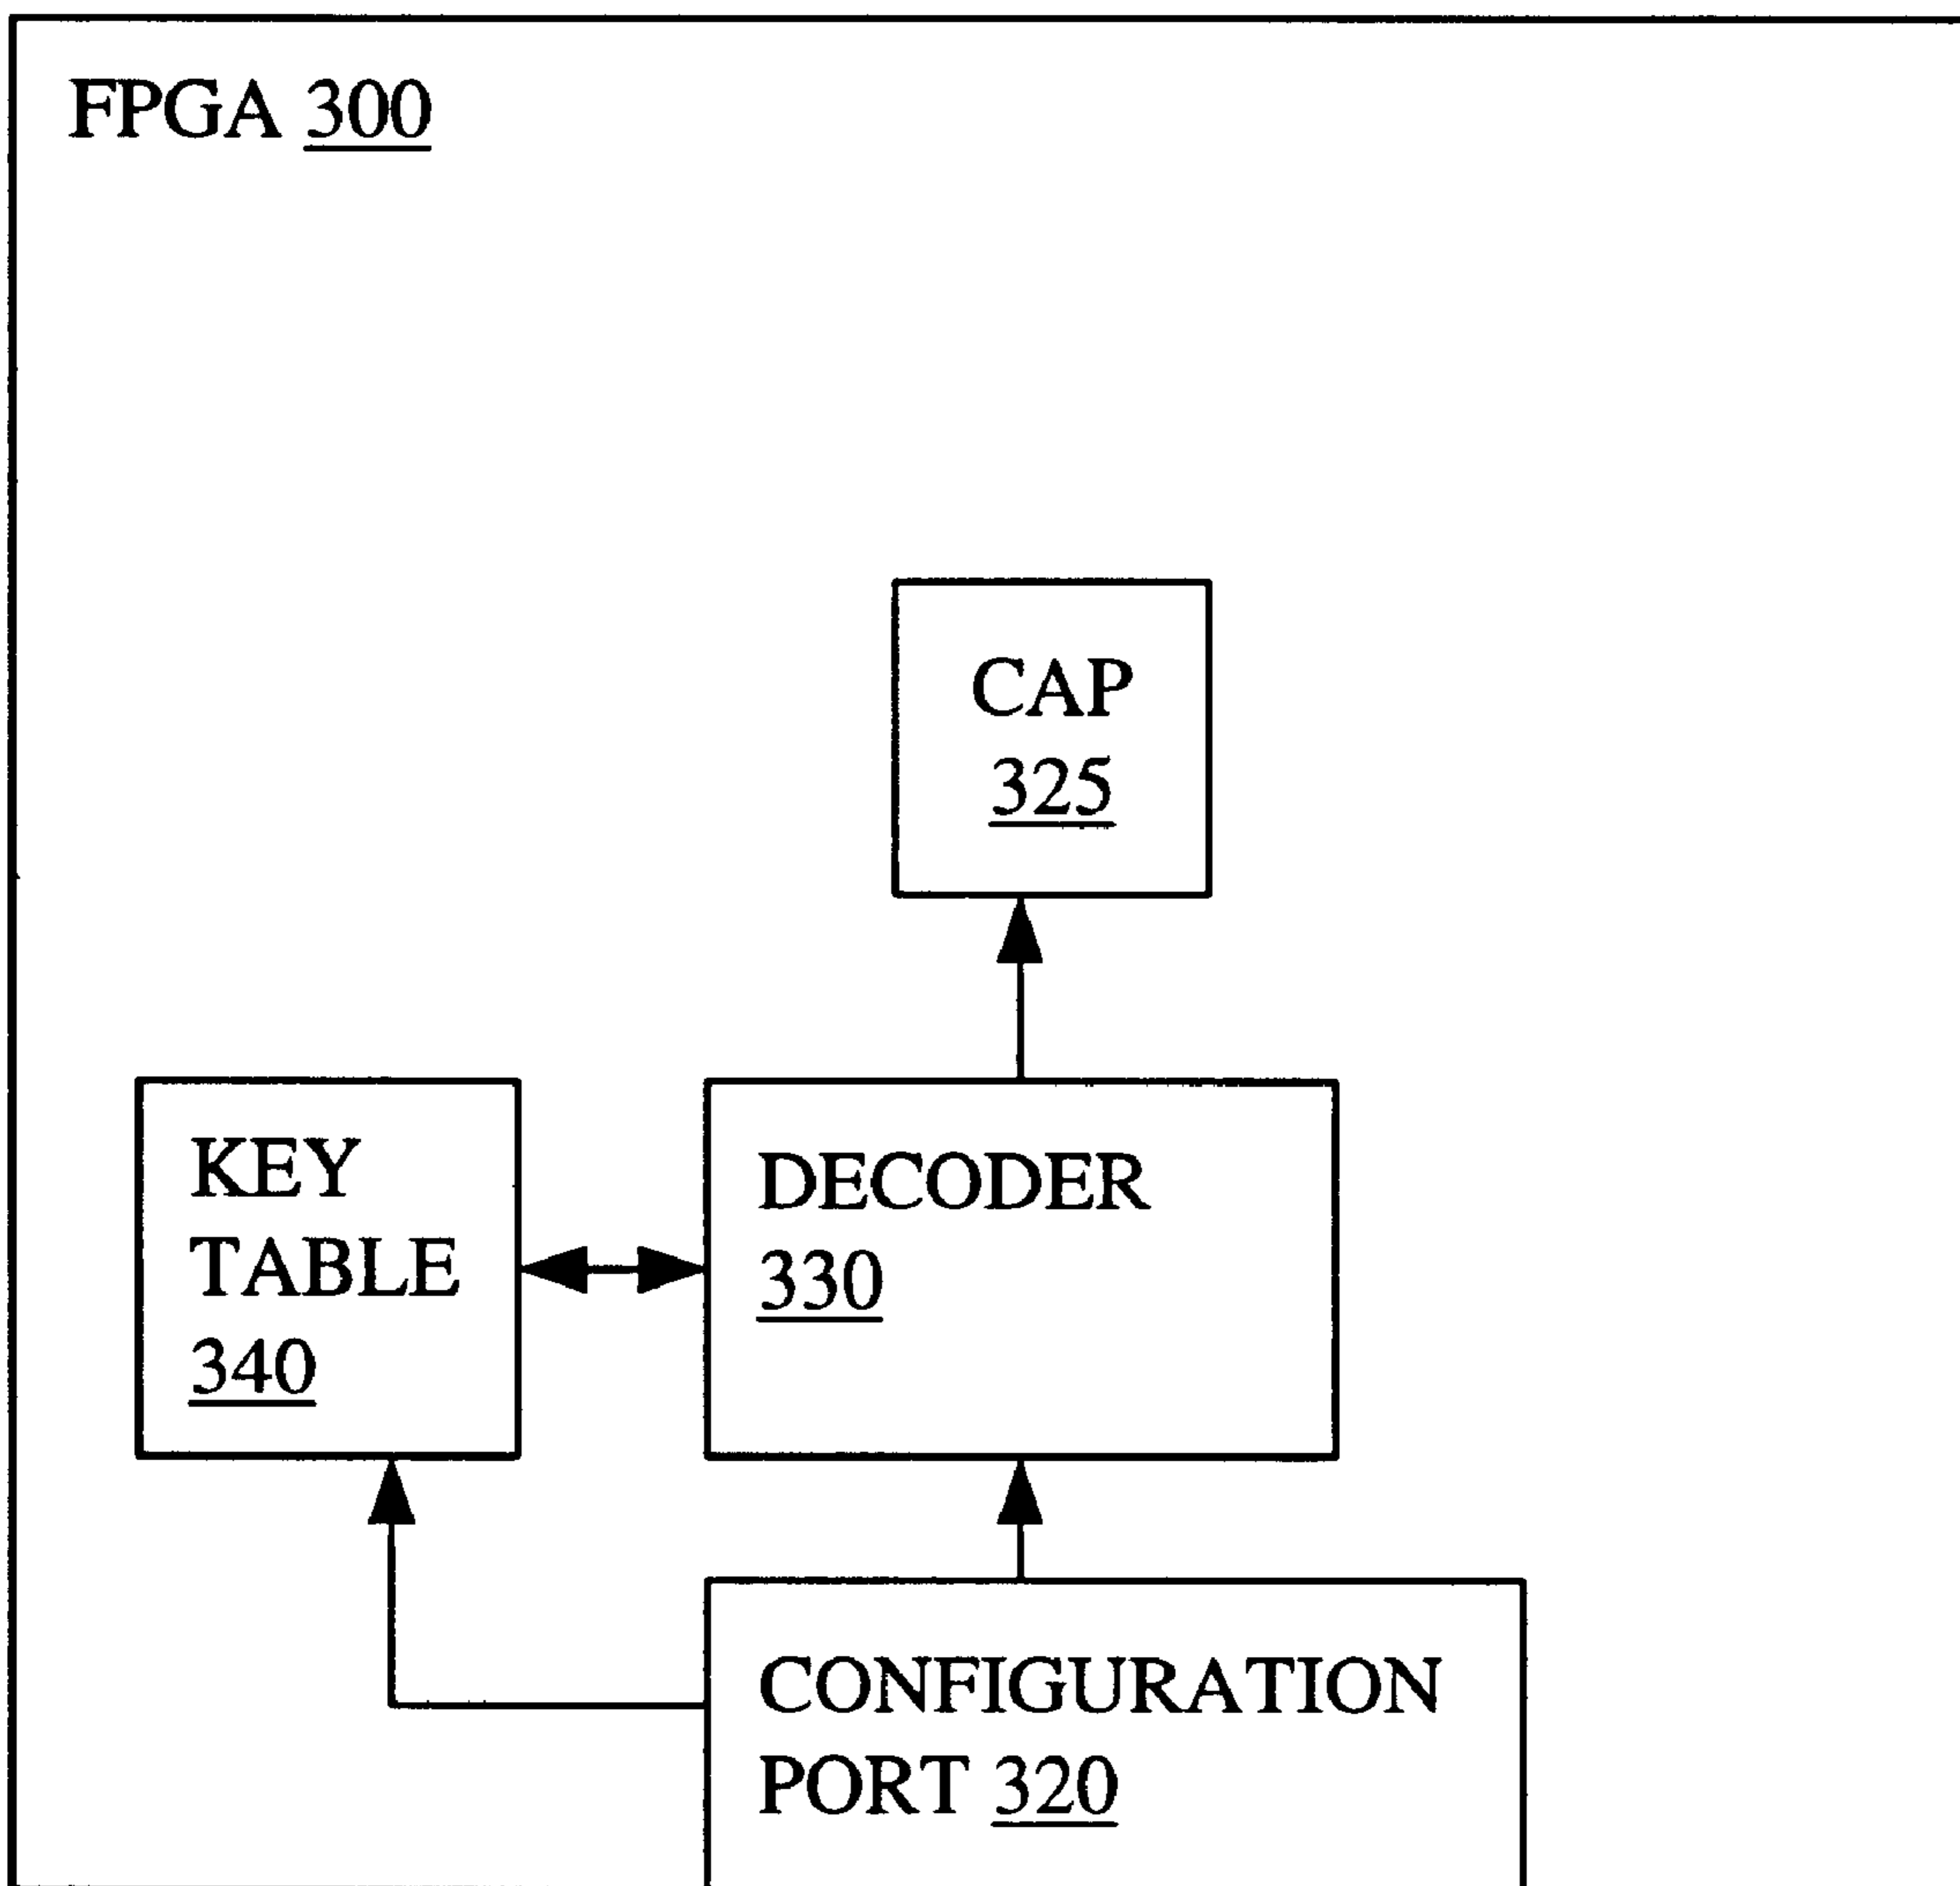 FPGA 300
CAP
325
KEY
TABLE
340
DECODER
330
CONFIGURATION
PORT 320